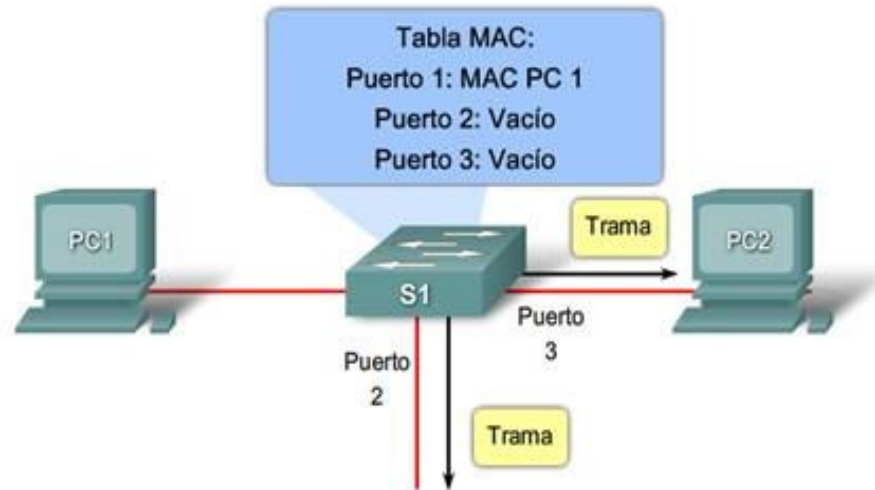 Tabla MAC:
Puerto 1: MAC PC 1
Puerto 2: Vacío
Puerto 3: Vacío
Trama
PC1
PC2
S1
Puerto
3
Puerto
2
Trama